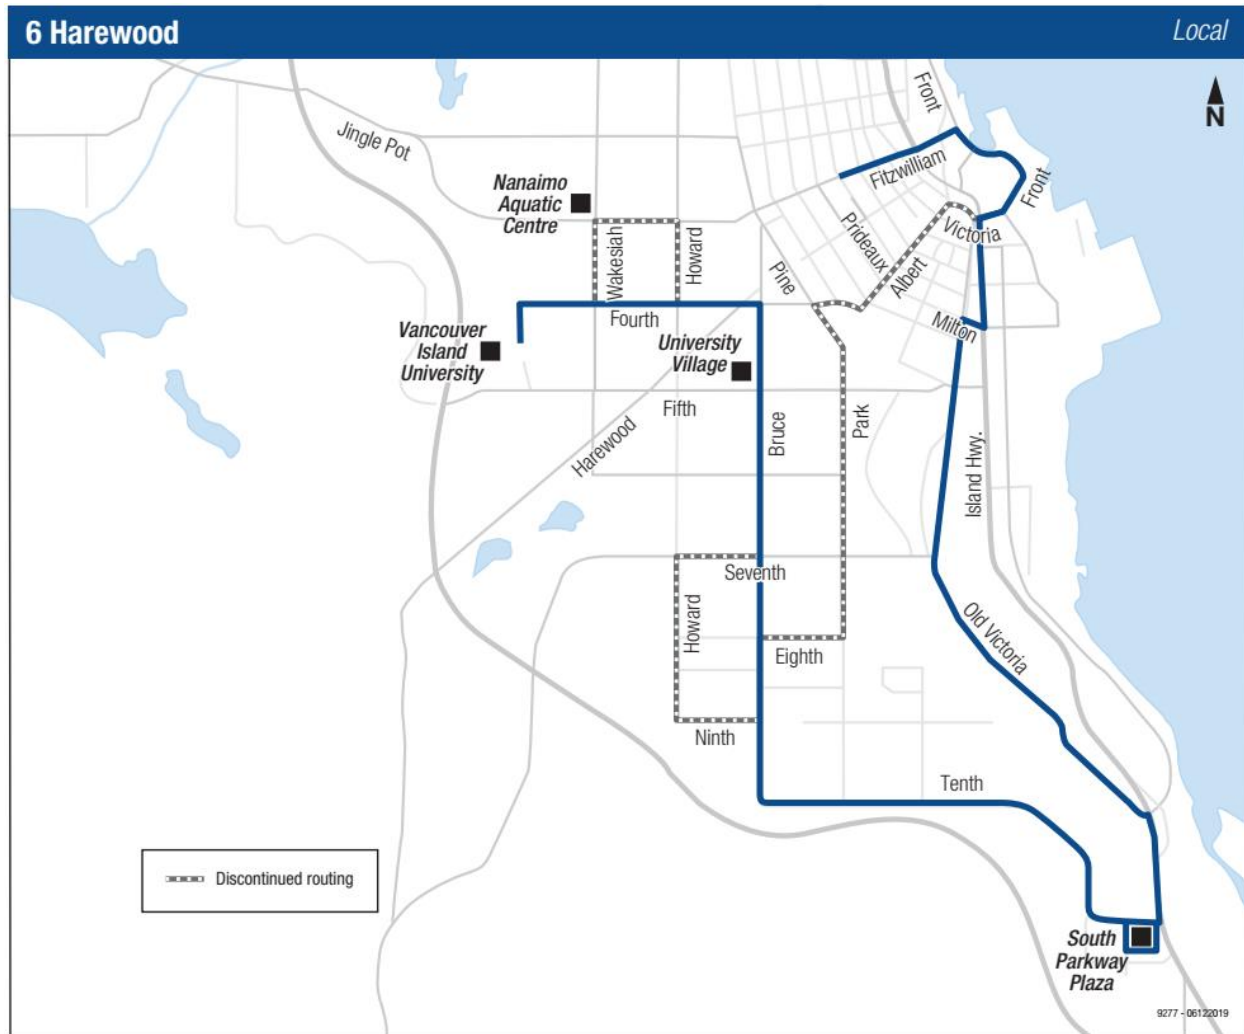 6 Harewood
Local
Front
N
Jingle Pot
Fitzwilliam
Nanaimo
Aquatic
Centre
Front
Wakesiah
Howard
Prideaux
Victoria
Pine
Albert
Fourth
Milton
Vancouver
Island
University
University
Village
Fifth
Park
Bruce
Harewood
Island Hwy.
Seventh
Howard
Old Victoria
Eighth
Ninth
Tenth
Discontinued routing
South
Parkway
Plaza
9277 - 06122019